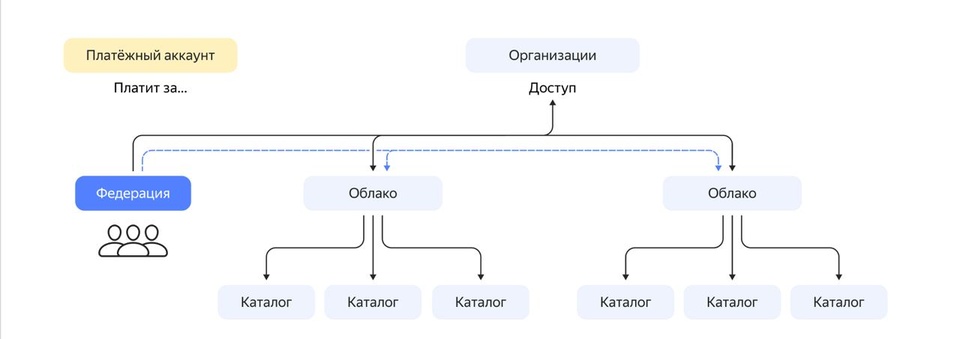 Платёжный аккаунт
Организации
Платит за...
Доступ
Федерация
Облако
Облако
Каталог
Каталог
Каталог
Каталог
Каталог
Каталог